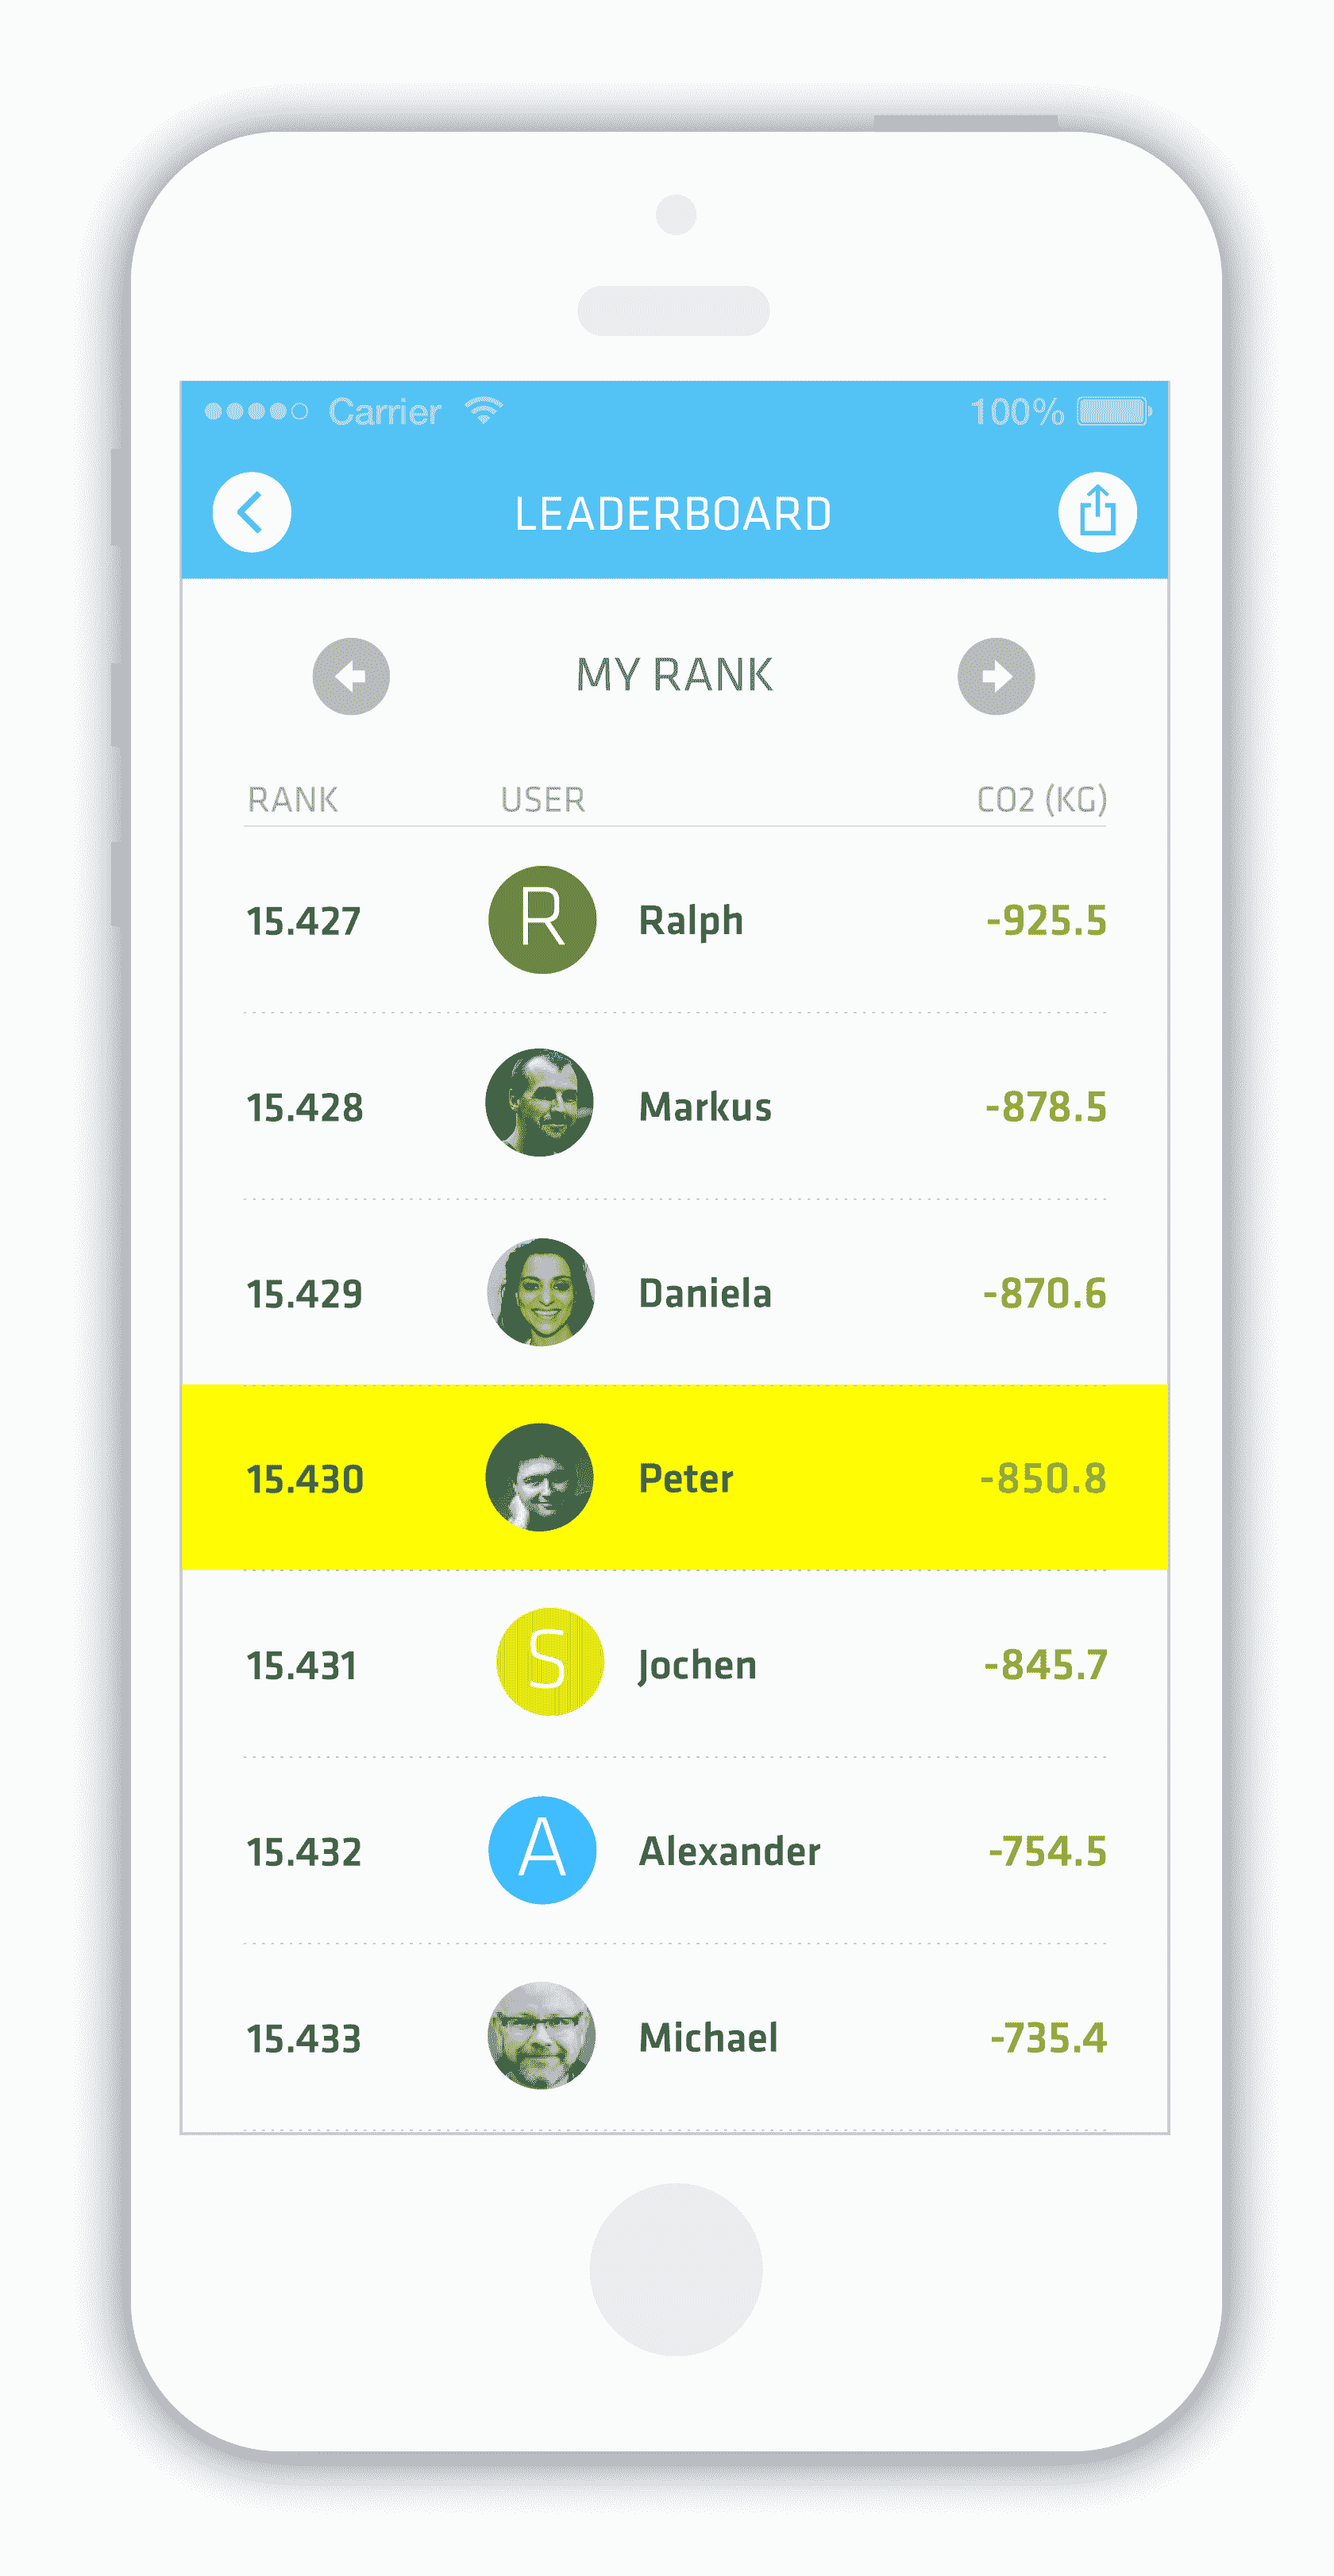 Carrier 100%
LEADERBOARD
MY RANK
RANK USER CO2 (KG)
15.427 R Ralph -925.5
15.428 Markus -878.5
15.429 Daniela -870.6
15.430 Peter -850.8
15.431 S Jochen -845.7
15.432 A Alexander -754.5
15.433 Michael -735.4